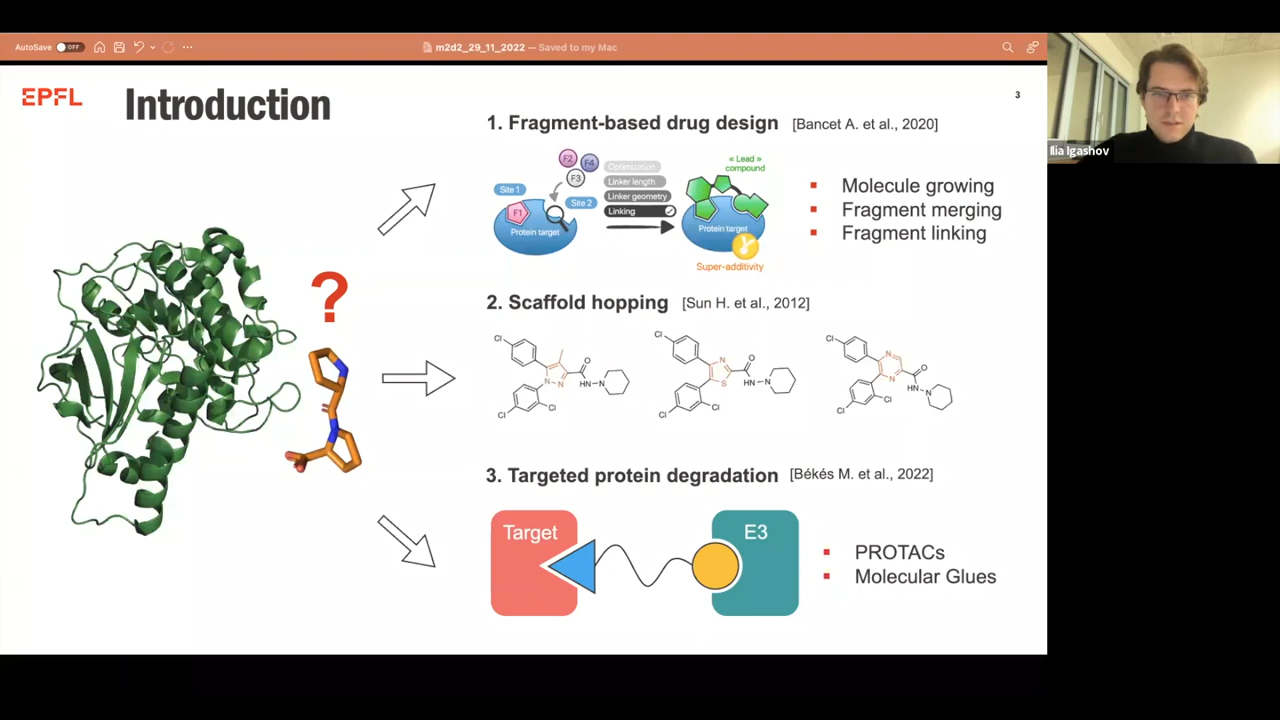 AutoSave OFF
m2d2_29_11_2022 — Saved to my Mac
EPFL
Introduction
3
Ilia Igashov
1. Fragment-based drug design [Bancet A. et al., 2020]
F2
F4
F3
Site 1
Site 2
F1
Protein target
Optimization
Linker length
Linker geometry
Linking
« Lead »
compound
Protein target
Super-additivity
Molecule growing
Fragment merging
Fragment linking
?
2. Scaffold hopping [Sun H. et al., 2012]
Cl
N
N
O
HN
N
Cl
Cl
Cl
N
S
O
HN
N
Cl
Cl
Cl
N
N
O
HN
N
Cl
Cl
3. Targeted protein degradation [Békés M. et al., 2022]
Target
E3
PROTACs
Molecular Glues